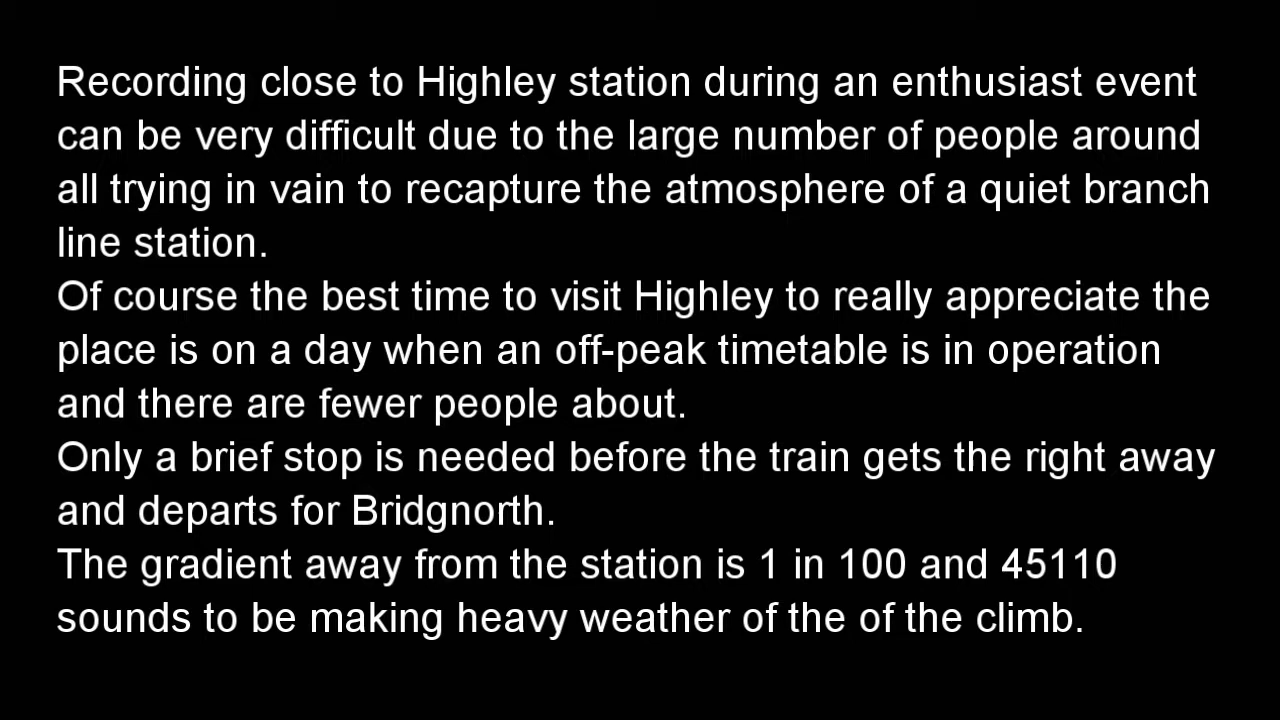 Recording close to Highley station during an enthusiast event
can be very difficult due to the large number of people around
all trying in vain to recapture the atmosphere of a quiet branch
line station.
Of course the best time to visit Highley to really appreciate the
place is on a day when an off-peak timetable is in operation
and there are fewer people about.
Only a brief stop is needed before the train gets the right away
and departs for Bridgnorth.
The gradient away from the station is 1 in 100 and 45110
sounds to be making heavy weather of the of the climb.